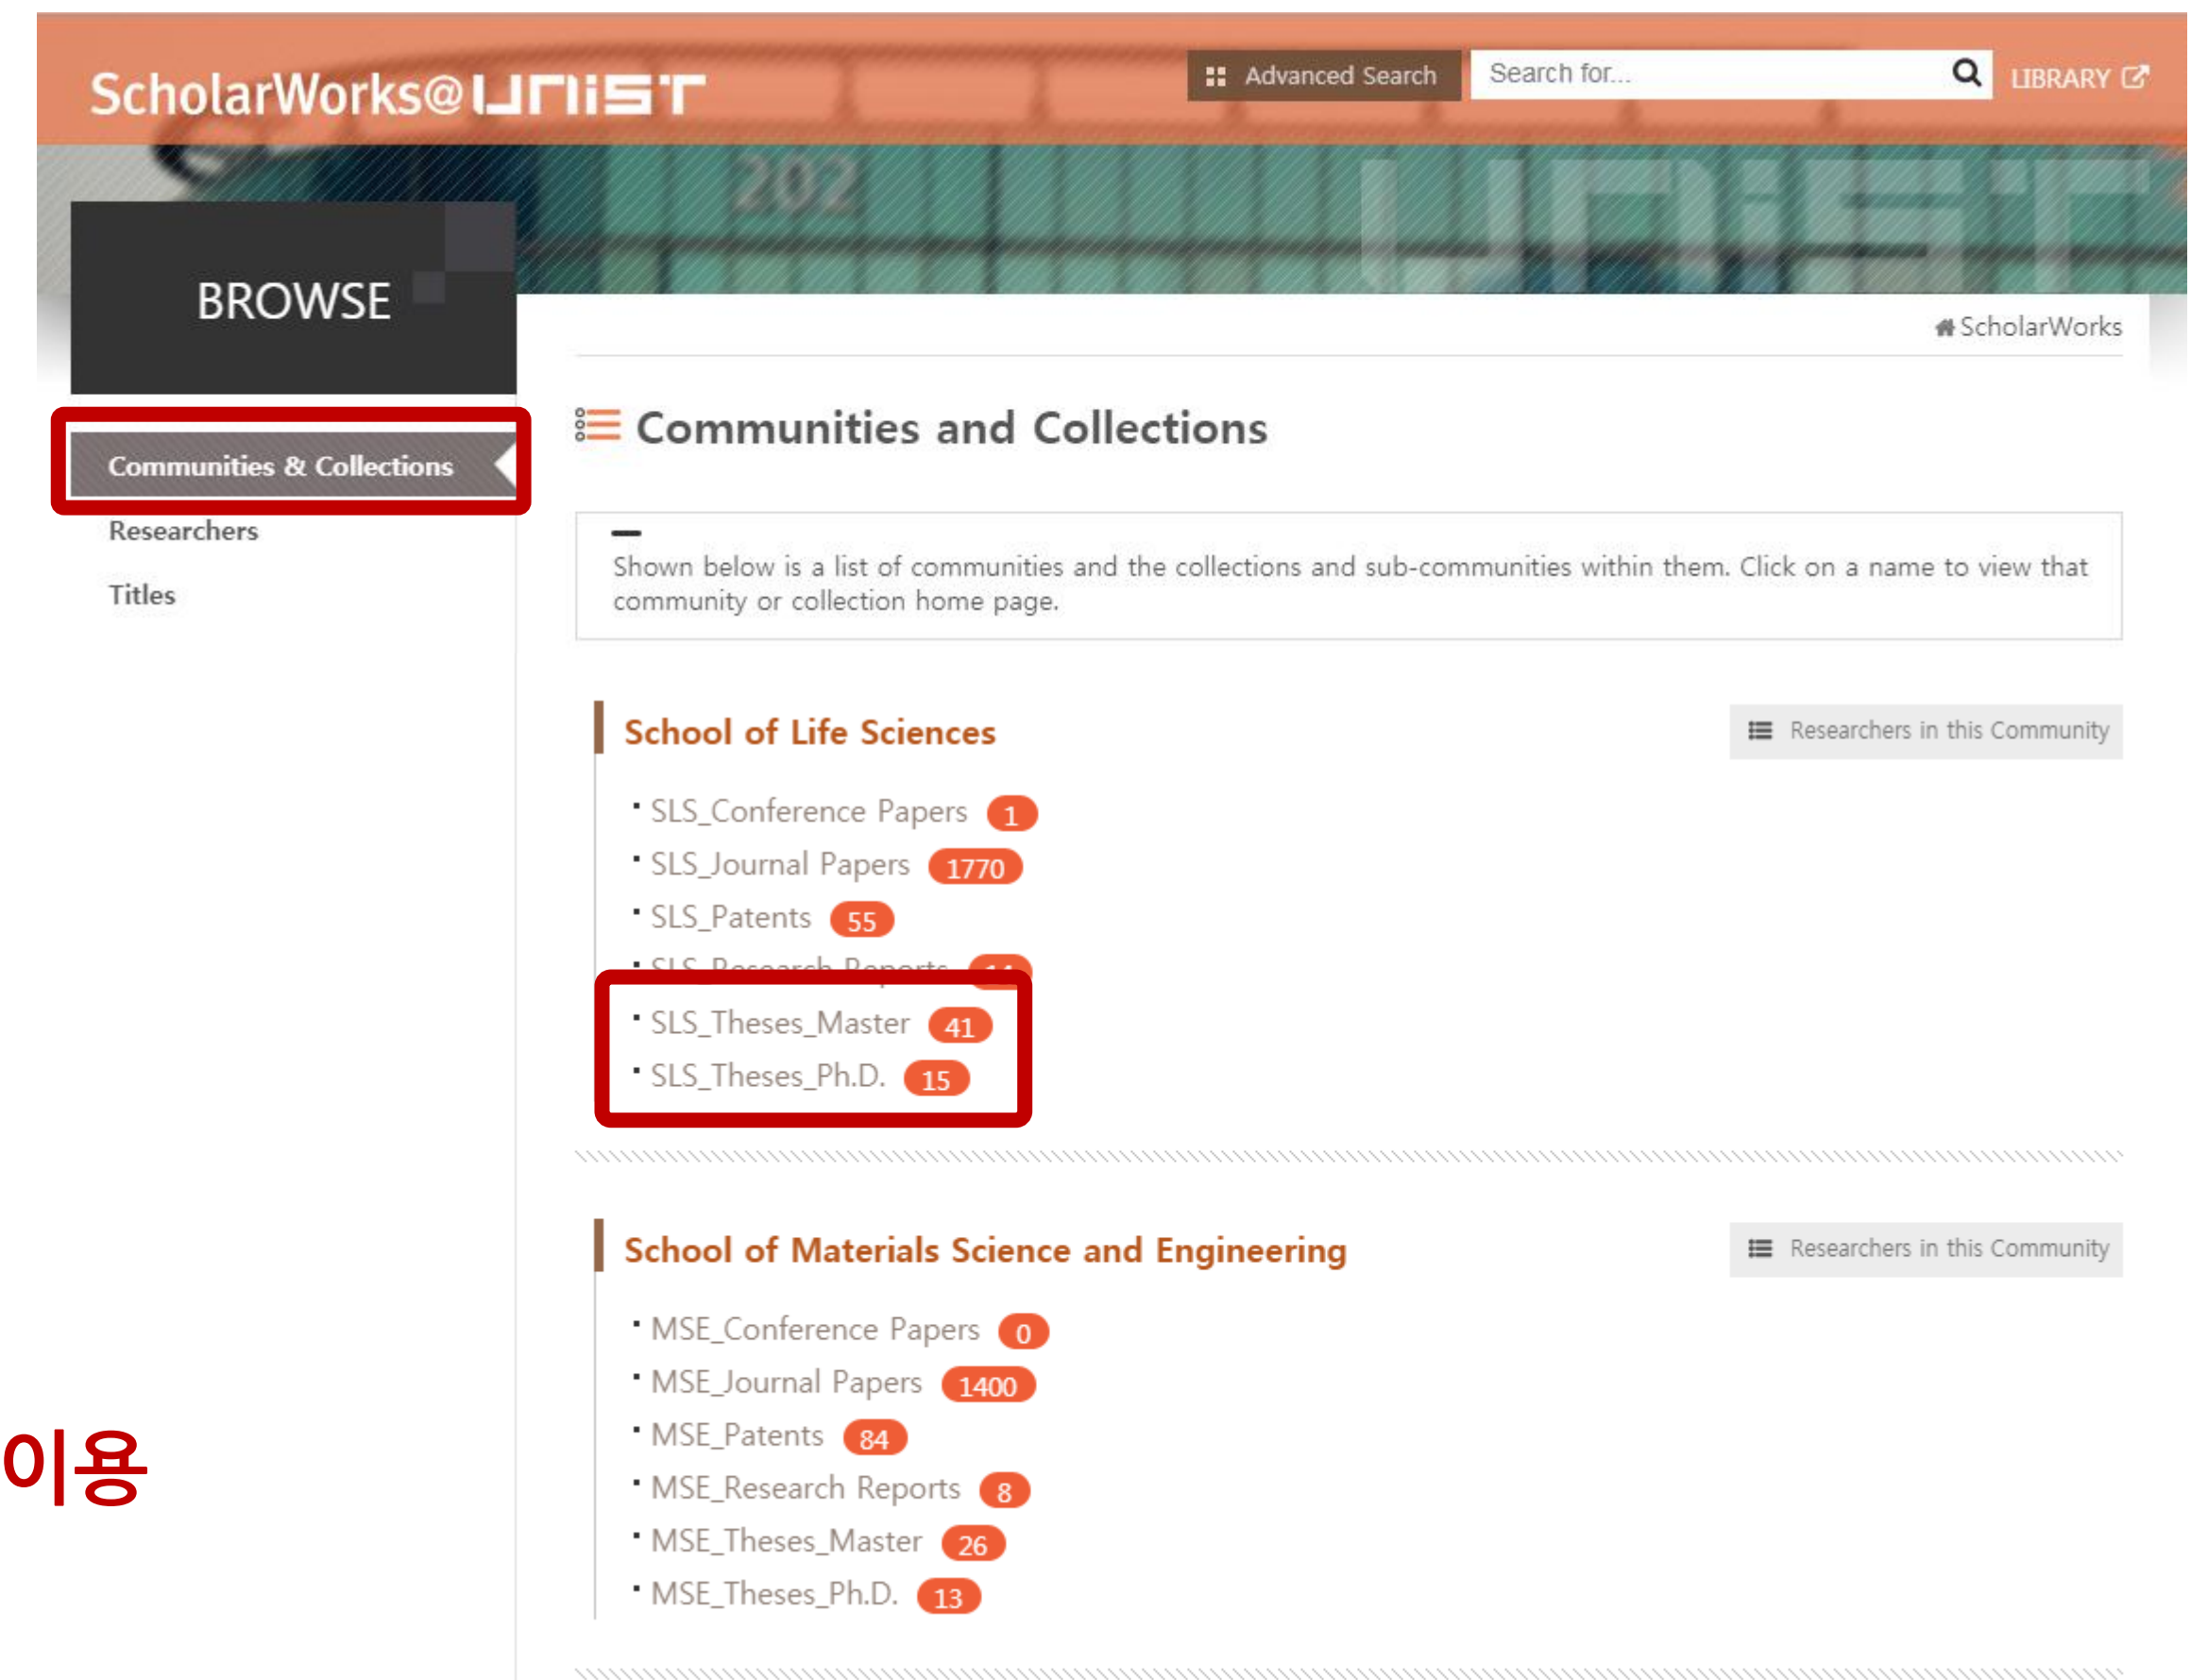 ScholarWorks@UNIST
Advanced Search
Search for...
LIBRARY
202
UNIST
BROWSE
ScholarWorks
Communities & Collections
Researchers
Titles
Communities and Collections
Shown below is a list of communities and the collections and sub-communities within them. Click on a name to view that
community or collection home page.
School of Life Sciences
Researchers in this Community
SLS_Conference Papers 1
SLS_Journal Papers 1770
SLS_Patents 55
SLS_Research Reports
SLS_Theses_Master 41
SLS_Theses_Ph.D. 15
School of Materials Science and Engineering
Researchers in this Community
MSE_Conference Papers 0
MSE_Journal Papers 1400
MSE_Patents 84
MSE_Research Reports 8
MSE_Theses_Master 26
MSE_Theses_Ph.D. 13
이용